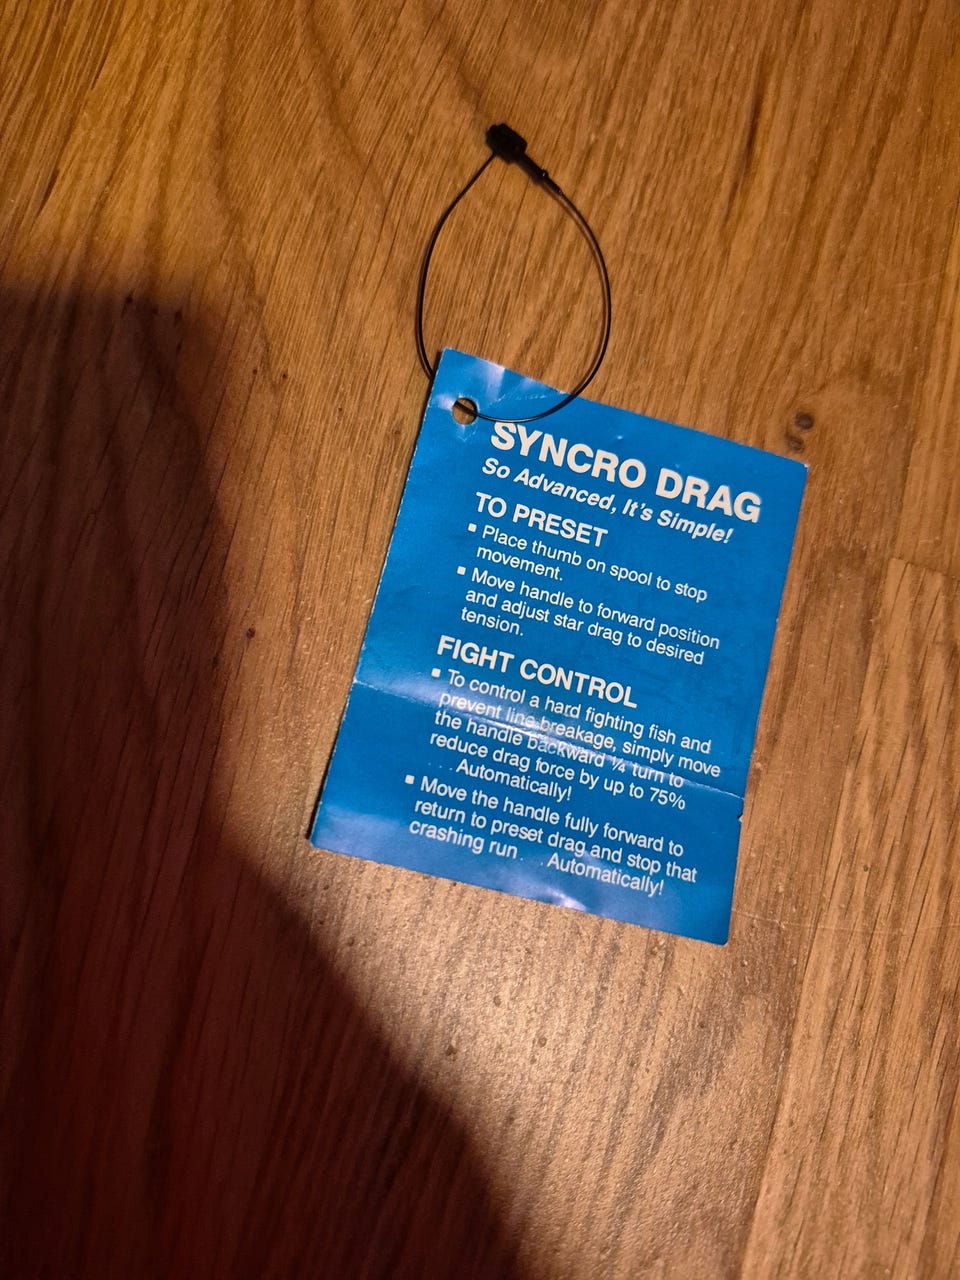 SYNCRO DRAG
So Advanced, It's Simple!
TO PRESET
▪ Place thumb on spool to stop
movement.
▪ Move handle to forward position
and adjust star drag to desired
tension.
FIGHT CONTROL
▪ To control a hard fighting fish and
prevent line breakage, simply move
the handle backward ¼ turn to
reduce drag force by up to 75%
. . . Automatically!
▪ Move the handle fully forward to
return to preset drag and stop that
crashing run . . . Automatically!